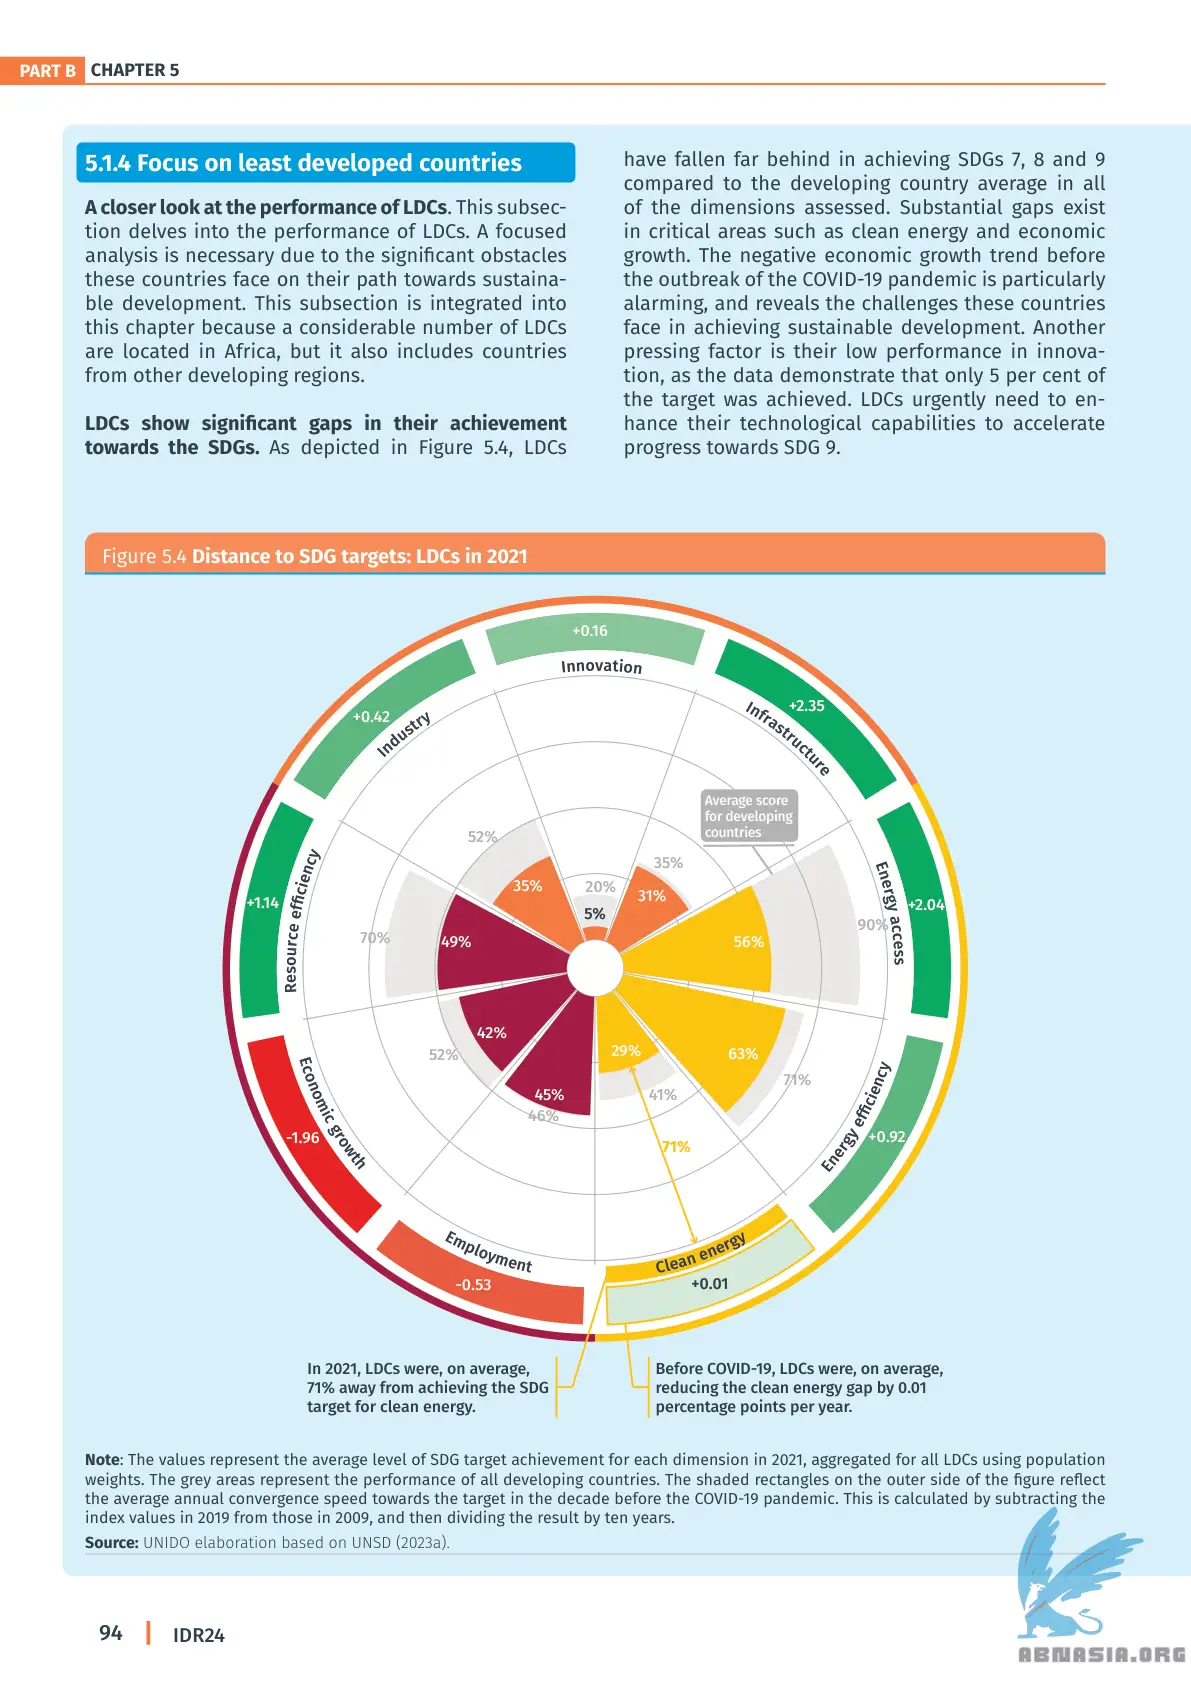 PART B CHAPTER 5
5.1.4 Focus on least developed countries
A closer look at the performance of LDCs. This subsec-
tion delves into the performance of LDCs. A focused
analysis is necessary due to the significant obstacles
these countries face on their path towards sustaina-
ble development. This subsection is integrated into
this chapter because a considerable number of LDCs
are located in Africa, but it also includes countries
from other developing regions.
LDCs show significant gaps in their achievement
towards the SDGs. As depicted in Figure 5.4, LDCs
have fallen far behind in achieving SDGs 7, 8 and 9
compared to the developing country average in all
of the dimensions assessed. Substantial gaps exist
in critical areas such as clean energy and economic
growth. The negative economic growth trend before
the outbreak of the COVID-19 pandemic is particularly
alarming, and reveals the challenges these countries
face in achieving sustainable development. Another
pressing factor is their low performance in innova-
tion, as the data demonstrate that only 5 per cent of
the target was achieved. LDCs urgently need to en-
hance their technological capabilities to accelerate
progress towards SDG 9.
Figure 5.4 Distance to SDG targets: LDCs in 2021
+0.16
Innovation
+2.35
Infrastructure
+0.42
Industry
Average score
for developing
countries
52%
35%
20%
5%
35%
31%
+1.14
Resource efficiency
70%
49%
56%
90%
Energy access
+2.04
52%
42%
45%
46%
29%
41%
63%
71%
71%
Economic growth
-1.96
Energy efficiency
+0.92
Employment
-0.53
Clean energy
+0.01
In 2021, LDCs were, on average,
71% away from achieving the SDG
target for clean energy.
Before COVID-19, LDCs were, on average,
reducing the clean energy gap by 0.01
percentage points per year.
Note: The values represent the average level of SDG target achievement for each dimension in 2021, aggregated for all LDCs using population
weights. The grey areas represent the performance of all developing countries. The shaded rectangles on the outer side of the figure reflect
the average annual convergence speed towards the target in the decade before the COVID-19 pandemic. This is calculated by subtracting the
index values in 2019 from those in 2009, and then dividing the result by ten years.
Source: UNIDO elaboration based on UNSD (2023a).
94 IDR24
ABNASIA.ORG